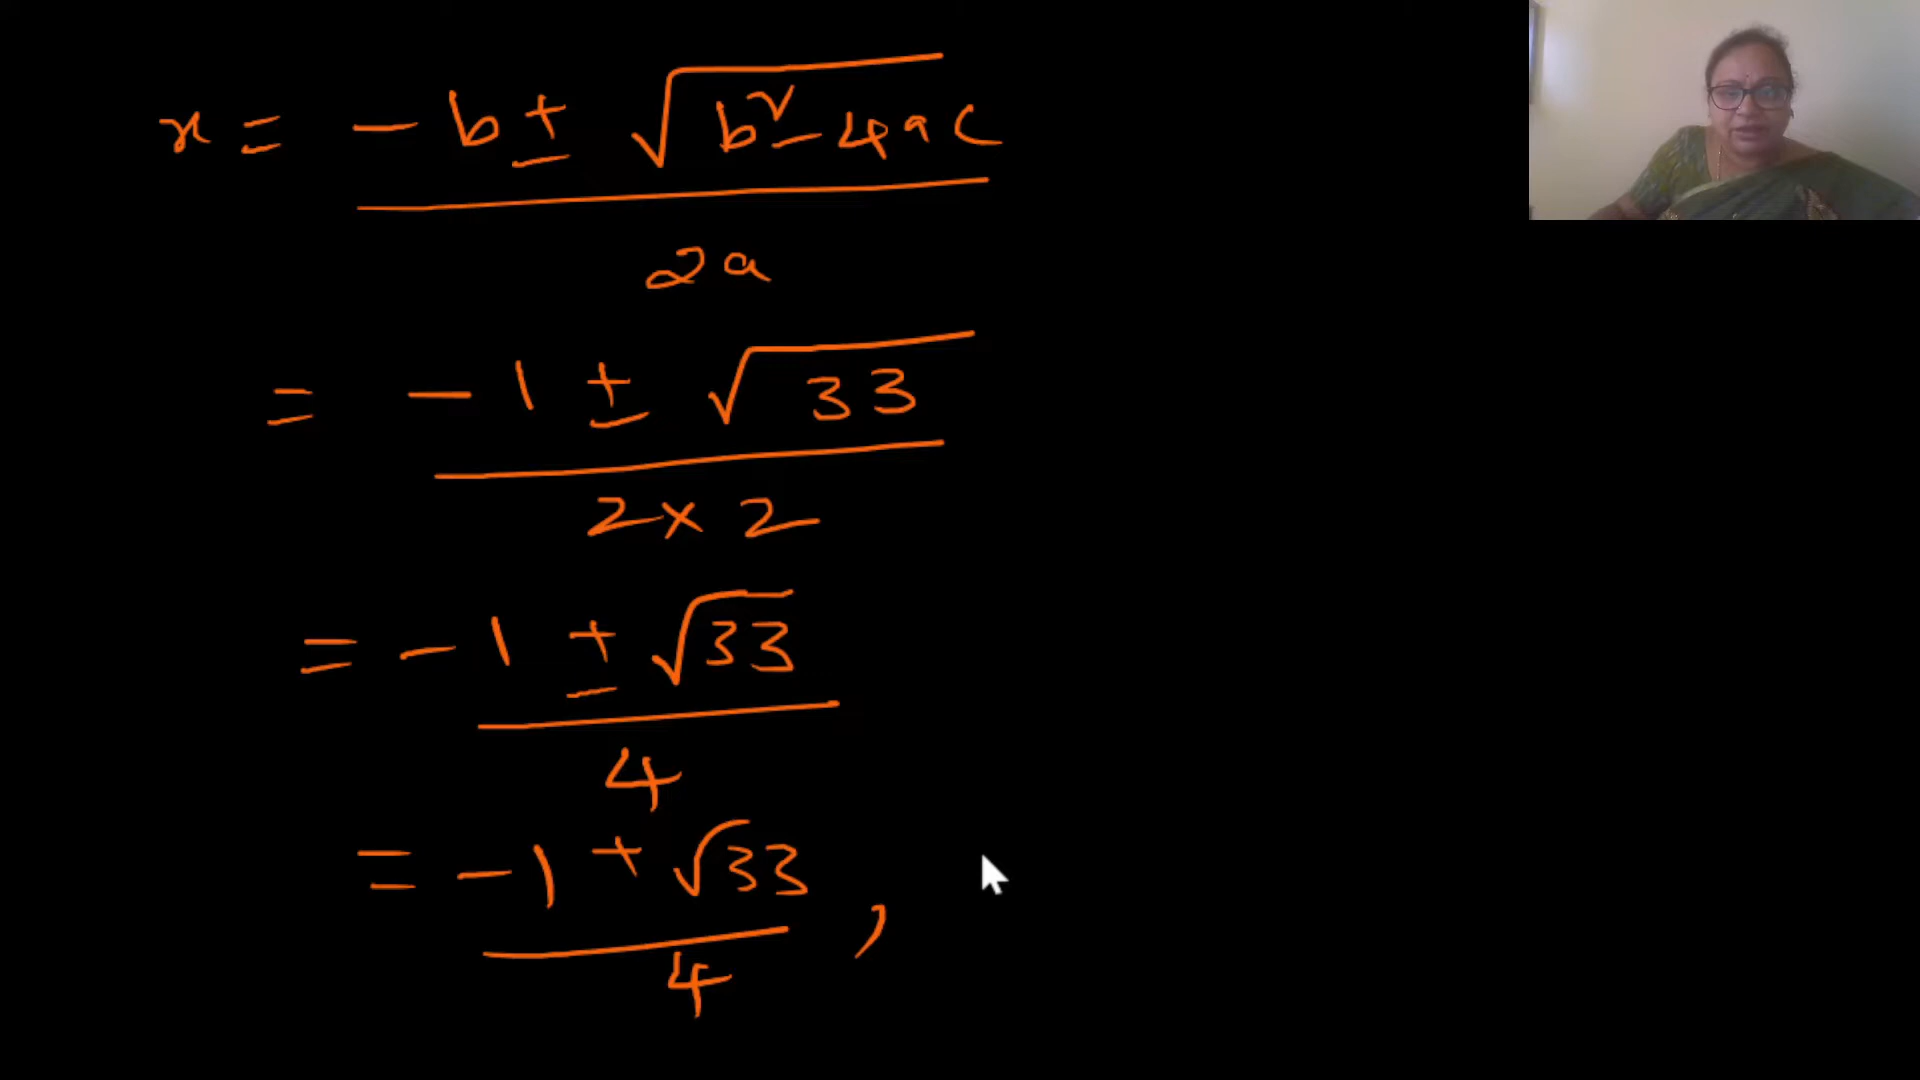 x = -b ± √b²-4ac
2a
= -1 ± √33
2×2
= -1 ± √33
4
= -1 + √33 ,
4